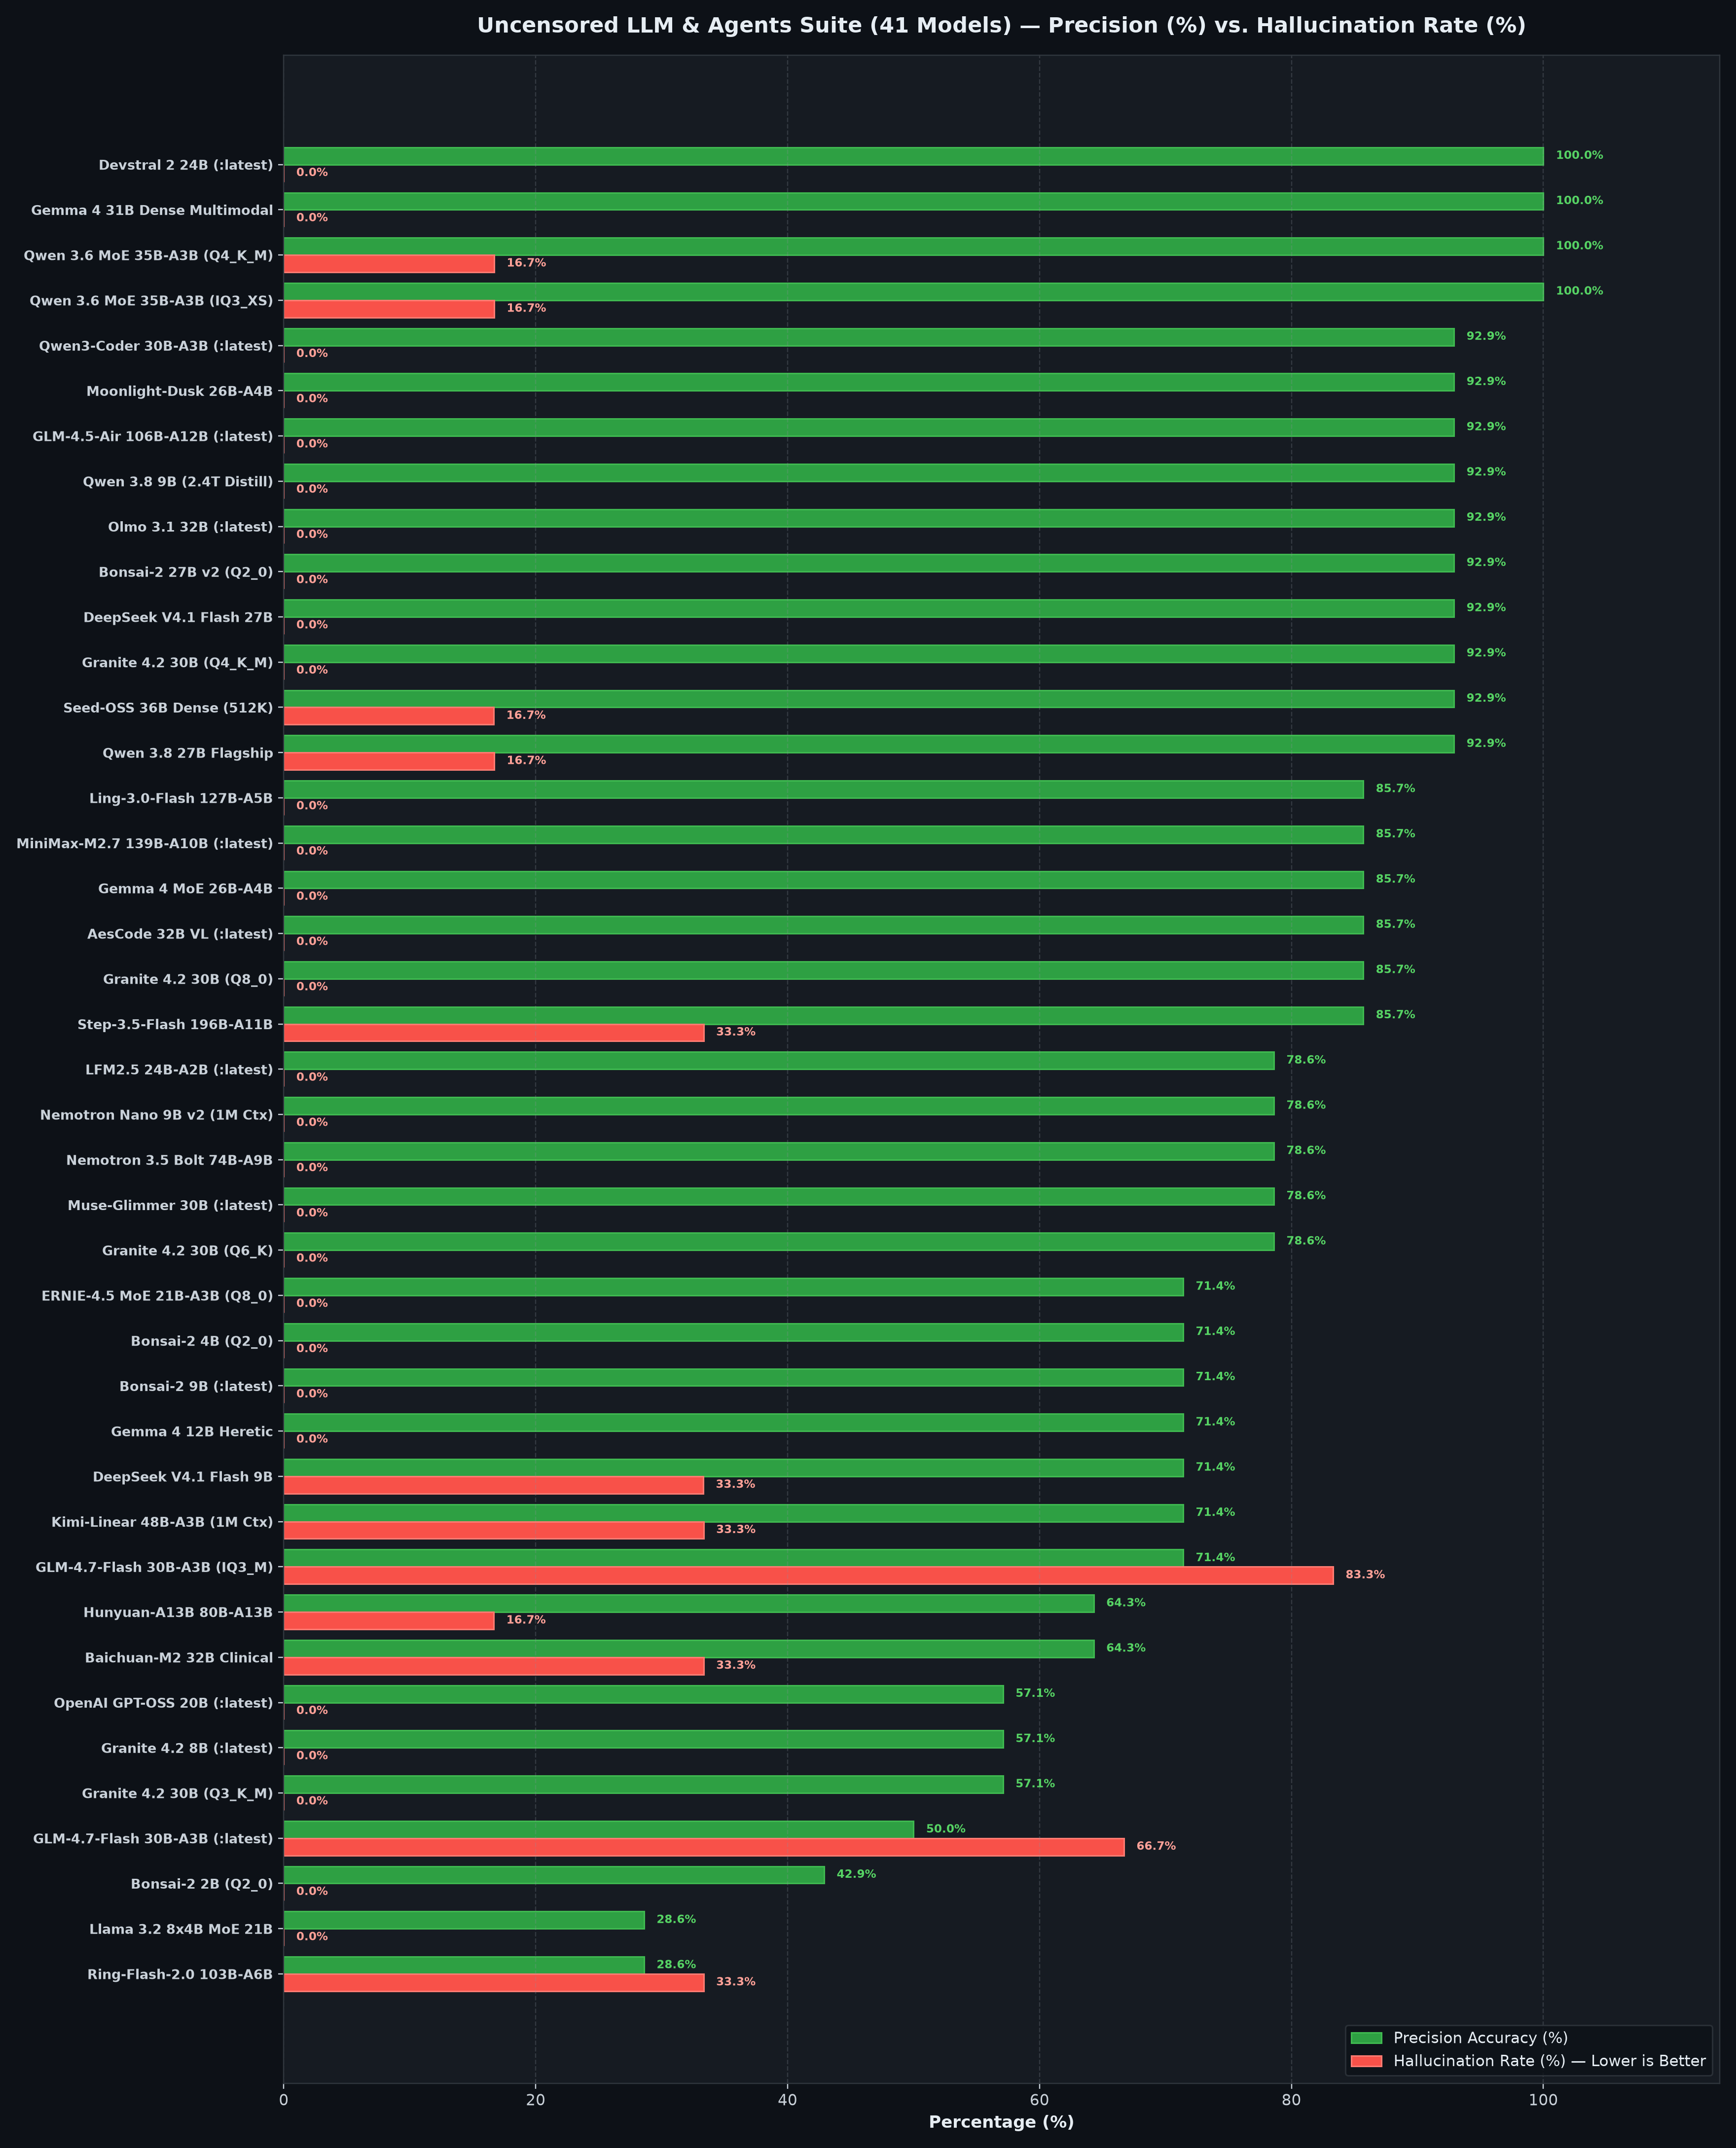 Uncensored LLM & Agents Suite (41 Models) — Precision (%) vs. Hallucination Rate (%)
Devstral 2 24B (:latest) 100.0%
0.0%
Gemma 4 31B Dense Multimodal 100.0%
0.0%
Qwen 3.6 MoE 35B-A3B (Q4_K_M) 100.0%
16.7%
Qwen 3.6 MoE 35B-A3B (IQ3_XS) 100.0%
16.7%
Qwen3-Coder 30B-A3B (:latest) 92.9%
0.0%
Moonlight-Dusk 26B-A4B 92.9%
0.0%
GLM-4.5-Air 106B-A12B (:latest) 92.9%
0.0%
Qwen 3.8 9B (2.4T Distill) 92.9%
0.0%
Olmo 3.1 32B (:latest) 92.9%
0.0%
Bonsai-2 27B v2 (Q2_0) 92.9%
0.0%
DeepSeek V4.1 Flash 27B 92.9%
0.0%
Granite 4.2 30B (Q4_K_M) 92.9%
0.0%
Seed-OSS 36B Dense (512K) 92.9%
16.7%
Qwen 3.8 27B Flagship 92.9%
16.7%
Ling-3.0-Flash 127B-A5B 85.7%
0.0%
MiniMax-M2.7 139B-A10B (:latest) 85.7%
0.0%
Gemma 4 MoE 26B-A4B 85.7%
0.0%
AesCode 32B VL (:latest) 85.7%
0.0%
Granite 4.2 30B (Q8_0) 85.7%
0.0%
Step-3.5-Flash 196B-A11B 85.7%
33.3%
LFM2.5 24B-A2B (:latest) 78.6%
0.0%
Nemotron Nano 9B v2 (1M Ctx) 78.6%
0.0%
Nemotron 3.5 Bolt 74B-A9B 78.6%
0.0%
Muse-Glimmer 30B (:latest) 78.6%
0.0%
Granite 4.2 30B (Q6_K) 78.6%
0.0%
ERNIE-4.5 MoE 21B-A3B (Q8_0) 71.4%
0.0%
Bonsai-2 4B (Q2_0) 71.4%
0.0%
Bonsai-2 9B (:latest) 71.4%
0.0%
Gemma 4 12B Heretic 71.4%
0.0%
DeepSeek V4.1 Flash 9B 71.4%
33.3%
Kimi-Linear 48B-A3B (1M Ctx) 71.4%
33.3%
GLM-4.7-Flash 30B-A3B (IQ3_M) 71.4%
83.3%
Hunyuan-A13B 80B-A13B 64.3%
16.7%
Baichuan-M2 32B Clinical 64.3%
33.3%
OpenAI GPT-OSS 20B (:latest) 57.1%
0.0%
Granite 4.2 8B (:latest) 57.1%
0.0%
Granite 4.2 30B (Q3_K_M) 57.1%
0.0%
GLM-4.7-Flash 30B-A3B (:latest) 50.0%
66.7%
Bonsai-2 2B (Q2_0) 42.9%
0.0%
Llama 3.2 8x4B MoE 21B 28.6%
0.0%
Ring-Flash-2.0 103B-A6B 28.6%
33.3%
Precision Accuracy (%)
Hallucination Rate (%) — Lower is Better
0 20 40 60 80 100
Percentage (%)